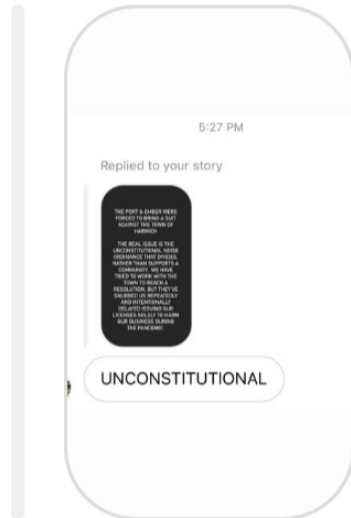 5:27 PM
Replied to your story
THE PORT & EMBER WERE
FORCED TO BRING A SUIT
AGAINST THE TOWN OF
HARWICH
THE REAL ISSUE IS THE
UNCONSTITUTIONAL NOISE
ORDINANCE THAT DIVIDES,
RATHER THAN SUPPORTS A
COMMUNITY. WE HAVE
TRIED TO WORK WITH THE
TOWN TO REACH A
RESOLUTION, BUT THEY'VE
SNUBBED US REPEATEDLY
AND INTENTIONALLY
DELAYED ISSUING OUR
LICENSES SOLELY TO HARM
OUR BUSINESS DURING
THE PANDEMIC.
UNCONSTITUTIONAL